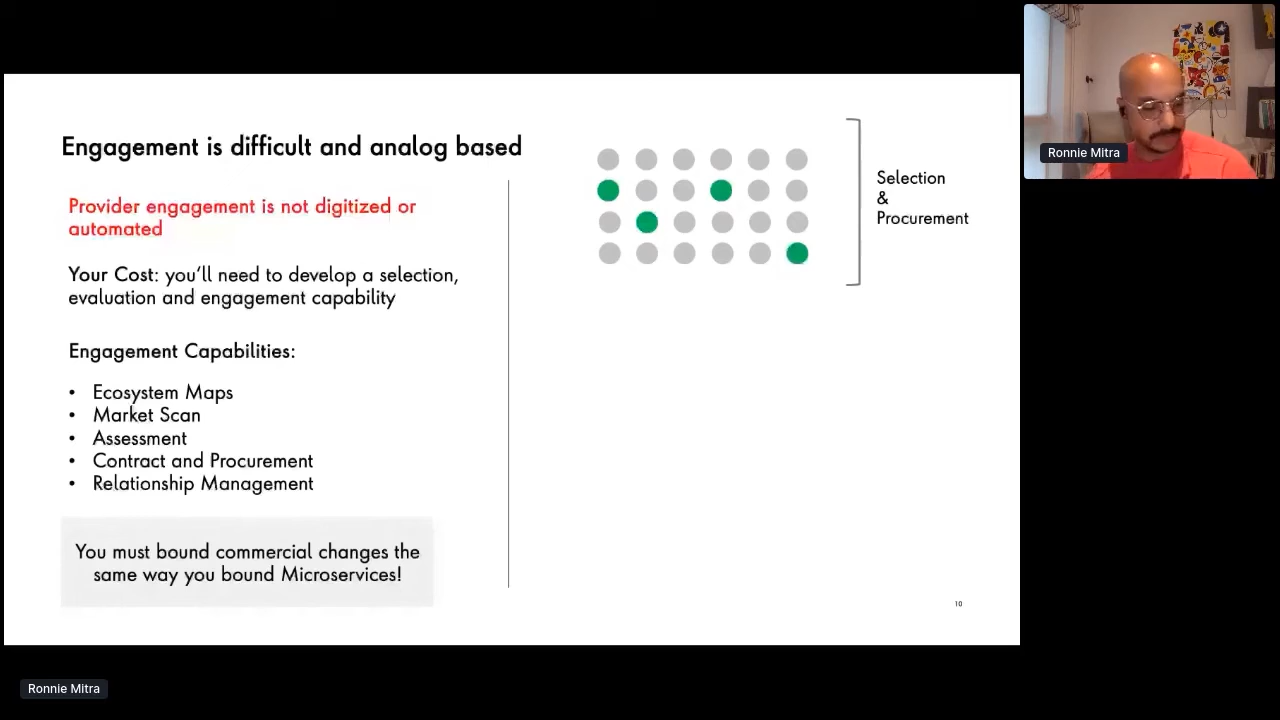 Engagement is difficult and analog based
Provider engagement is not digitized or
automated
Your Cost: you'll need to develop a selection,
evaluation and engagement capability
Engagement Capabilities:
• Ecosystem Maps
• Market Scan
• Assessment
• Contract and Procurement
• Relationship Management
You must bound commercial changes the
same way you bound Microservices!
Selection
&
Procurement
10
Ronnie Mitra
Ronnie Mitra